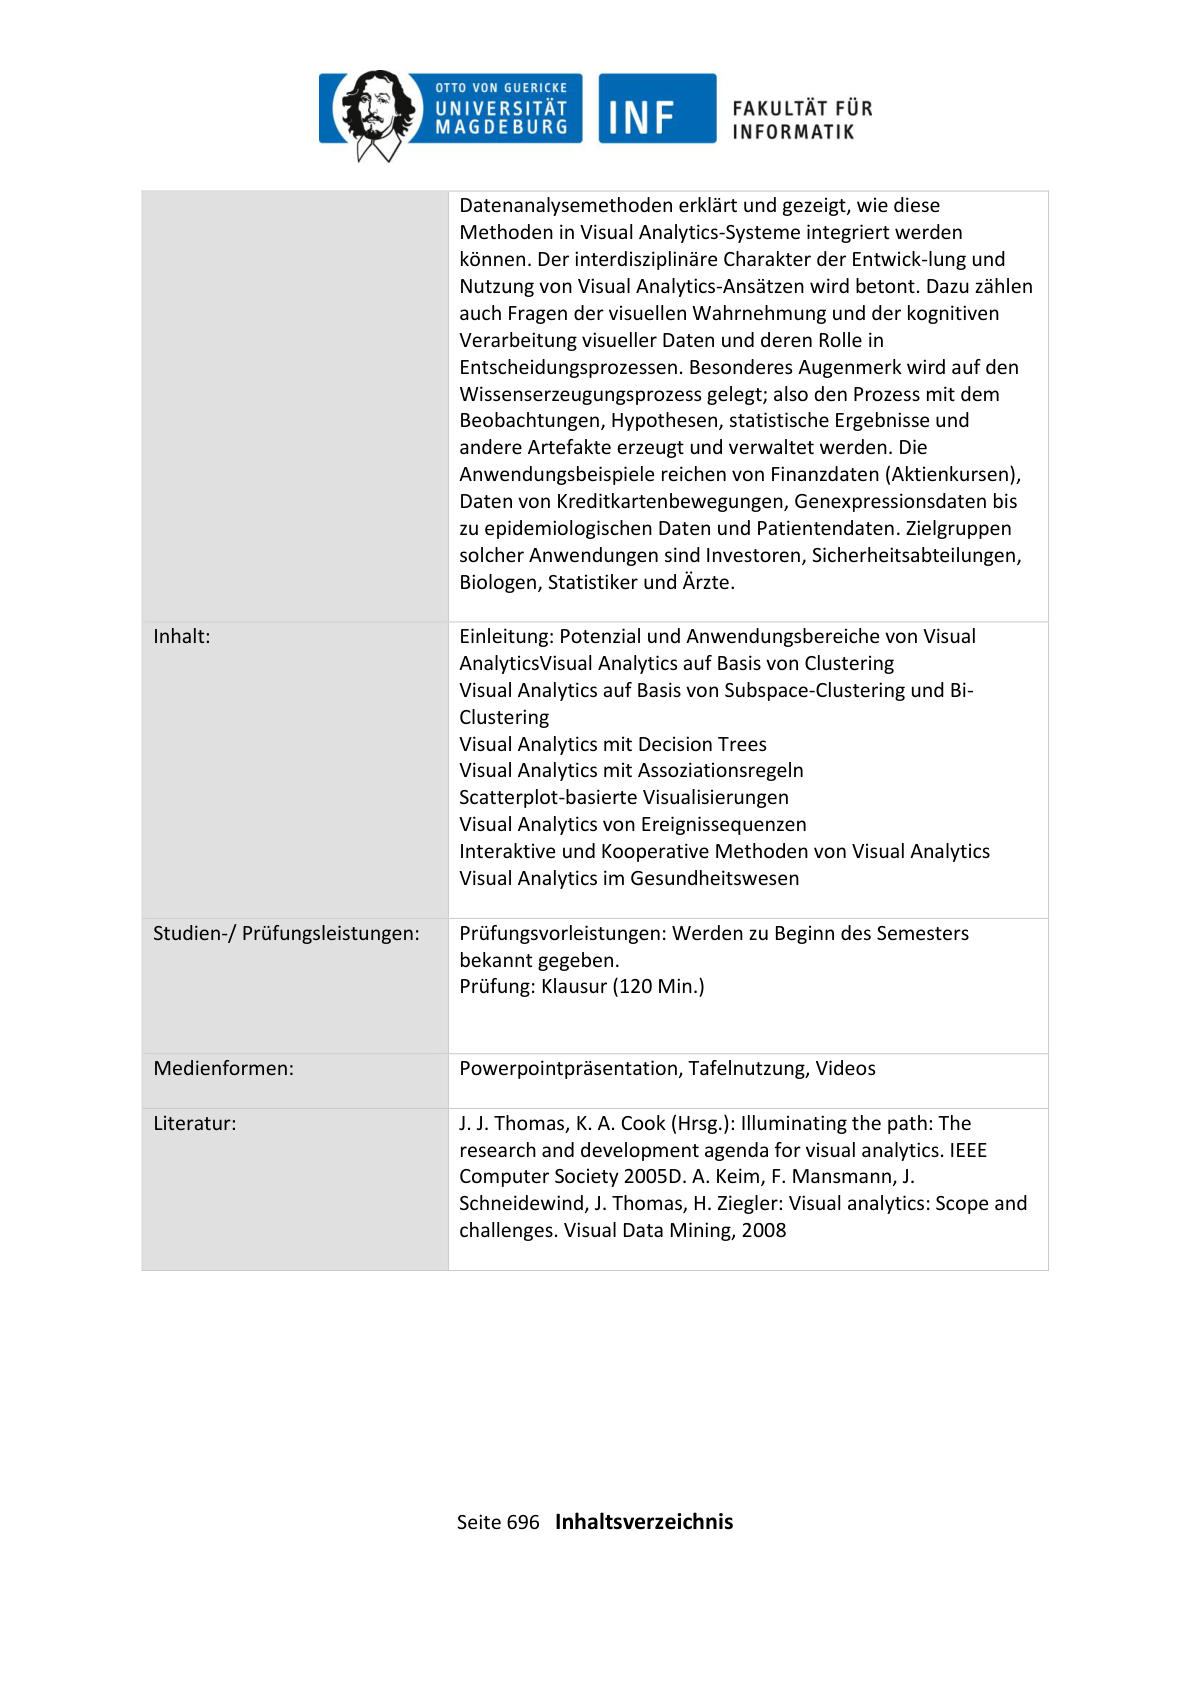 OTTO VON GUERICKE
UNIVERSITÄT
MAGDEBURG
INF
FAKULTÄT FÜR
INFORMATIK
Datenanalysemethoden erklärt und gezeigt, wie diese
Methoden in Visual Analytics-Systeme integriert werden
können. Der interdisziplinäre Charakter der Entwick-lung und
Nutzung von Visual Analytics-Ansätzen wird betont. Dazu zählen
auch Fragen der visuellen Wahrnehmung und der kognitiven
Verarbeitung visueller Daten und deren Rolle in
Entscheidungsprozessen. Besonderes Augenmerk wird auf den
Wissenserzeugungsprozess gelegt; also den Prozess mit dem
Beobachtungen, Hypothesen, statistische Ergebnisse und
andere Artefakte erzeugt und verwaltet werden. Die
Anwendungsbeispiele reichen von Finanzdaten (Aktienkursen),
Daten von Kreditkartenbewegungen, Genexpressionsdaten bis
zu epidemiologischen Daten und Patientendaten. Zielgruppen
solcher Anwendungen sind Investoren, Sicherheitsabteilungen,
Biologen, Statistiker und Ärzte.
Inhalt:
Einleitung: Potenzial und Anwendungsbereiche von Visual
AnalyticsVisual Analytics auf Basis von Clustering
Visual Analytics auf Basis von Subspace-Clustering und Bi-
Clustering
Visual Analytics mit Decision Trees
Visual Analytics mit Assoziationsregeln
Scatterplot-basierte Visualisierungen
Visual Analytics von Ereignissequenzen
Interaktive und Kooperative Methoden von Visual Analytics
Visual Analytics im Gesundheitswesen
Studien-/ Prüfungsleistungen:
Prüfungsvorleistungen: Werden zu Beginn des Semesters
bekannt gegeben.
Prüfung: Klausur (120 Min.)
Medienformen:
Powerpointpräsentation, Tafelnutzung, Videos
Literatur:
J. J. Thomas, K. A. Cook (Hrsg.): Illuminating the path: The
research and development agenda for visual analytics. IEEE
Computer Society 2005D. A. Keim, F. Mansmann, J.
Schneidewind, J. Thomas, H. Ziegler: Visual analytics: Scope and
challenges. Visual Data Mining, 2008
Seite 696 Inhaltsverzeichnis